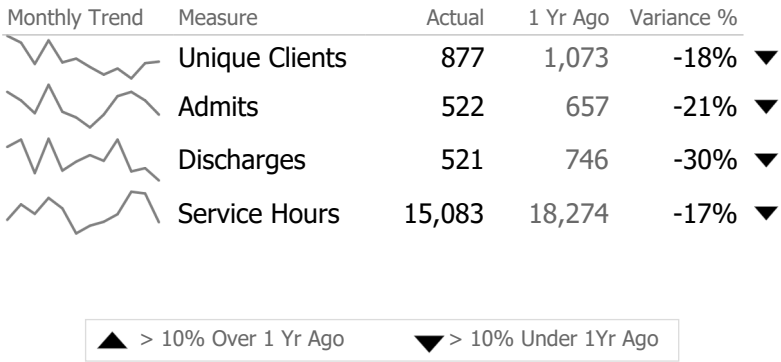 Monthly Trend Measure Actual 1 Yr Ago Variance %
Unique Clients 877 1,073 -18% ▼
Admits 522 657 -21% ▼
Discharges 521 746 -30% ▼
Service Hours 15,083 18,274 -17% ▼
▲ > 10% Over 1 Yr Ago ▼ > 10% Under 1Yr Ago